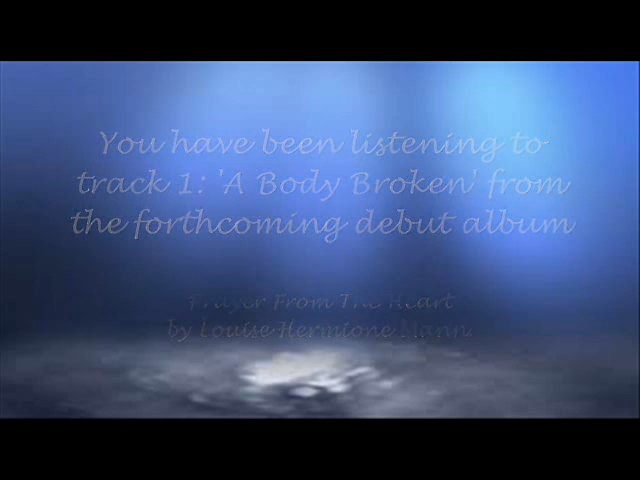 You have been listening to
track 1: 'A Body Broken' from
the forthcoming debut album
Prayer From The Heart
by Louise Hermione Mann